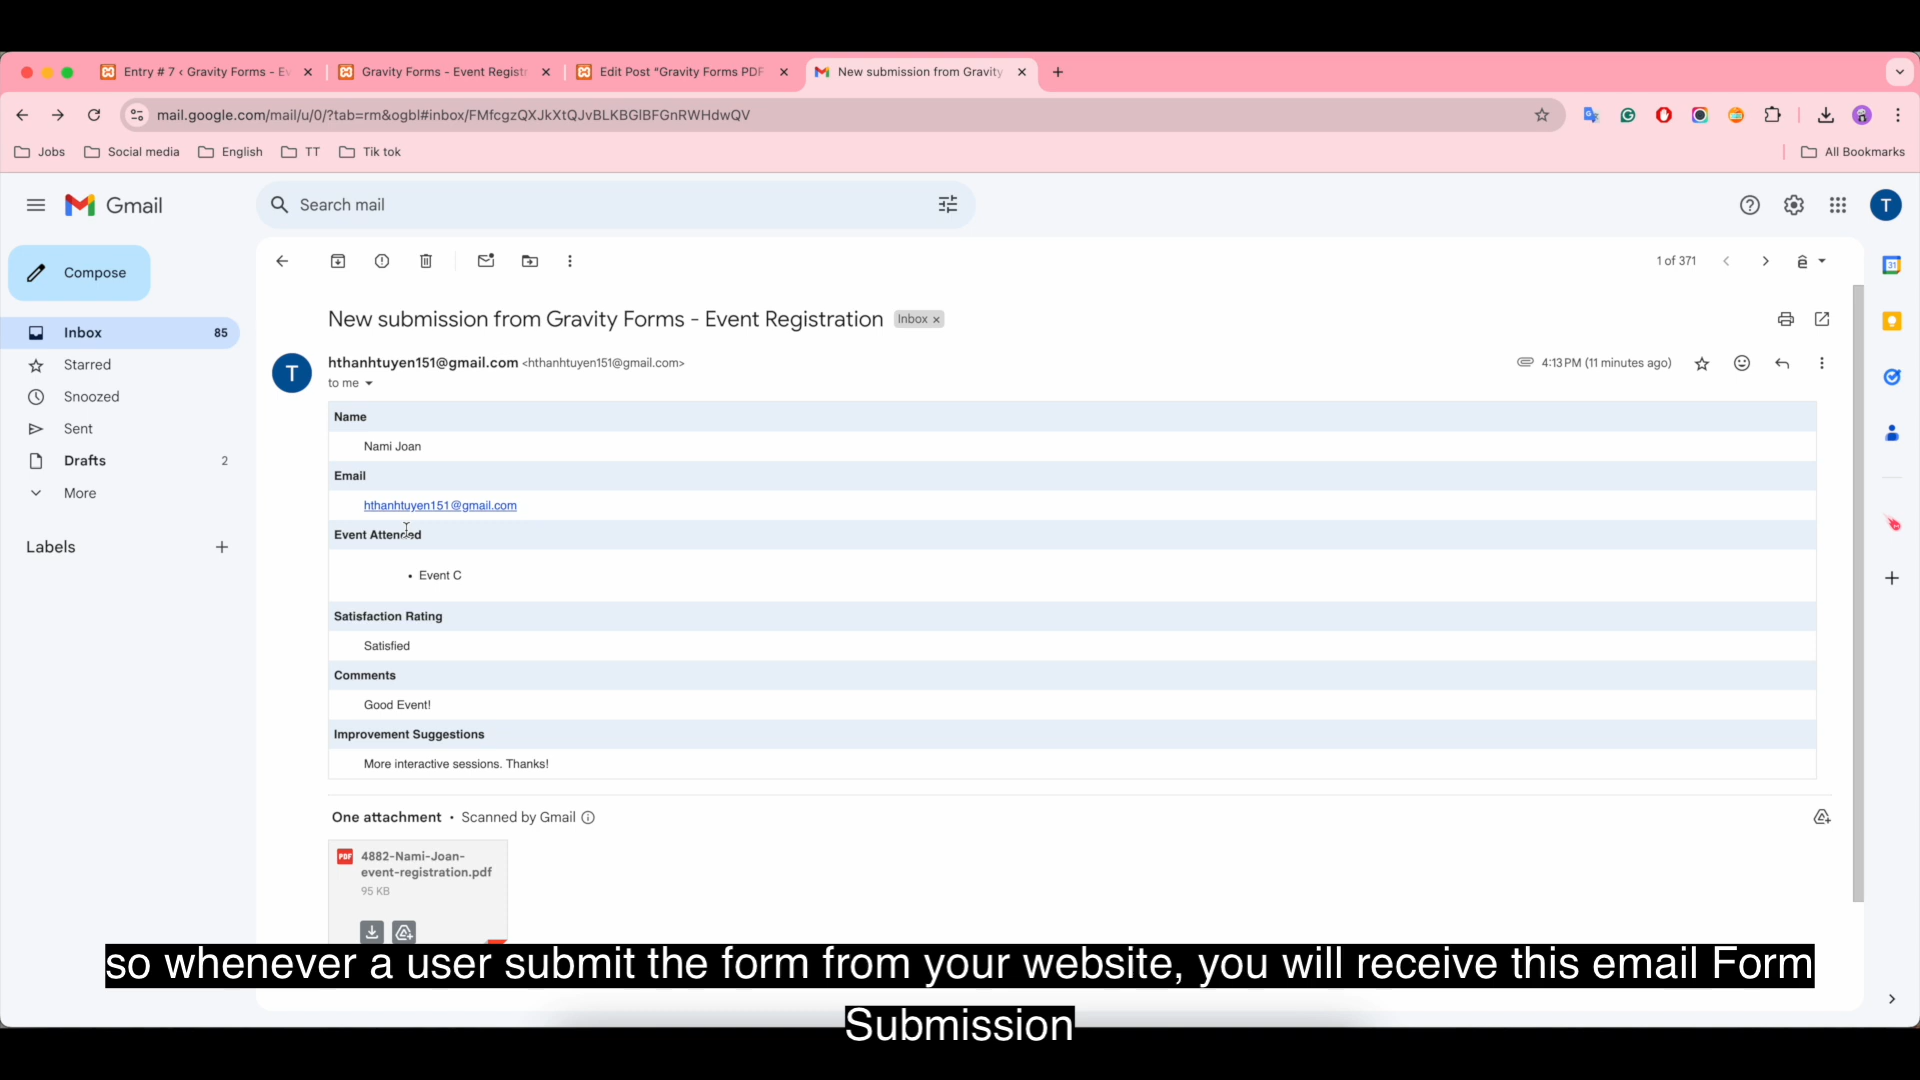 Entry # 7 ‹ Gravity Forms - Ev
Gravity Forms - Event Registr
Edit Post "Gravity Forms PDF
New submission from Gravity
mail.google.com/mail/u/0/?tab=rm&ogbl#inbox/FMfcgzQXJkXtQJvBLKBGlBFGnRWHdwQV
Jobs
Social media
English
TT
Tik tok
All Bookmarks
Gmail
Search mail
T
Compose
1 of 371
Inbox 85
Starred
Snoozed
Sent
Drafts 2
More
Labels
New submission from Gravity Forms - Event Registration Inbox ×
T
hthanhtuyen151@gmail.com <hthanhtuyen151@gmail.com>
4:13 PM (11 minutes ago)
to me
Name
Nami Joan
Email
hthanhtuyen151@gmail.com
Event Attended
• Event C
Satisfaction Rating
Satisfied
Comments
Good Event!
Improvement Suggestions
More interactive sessions. Thanks!
One attachment • Scanned by Gmail
PDF
4882-Nami-Joan-
event-registration.pdf
95 KB
31
so whenever a user submit the form from your website, you will receive this email Form
Submission